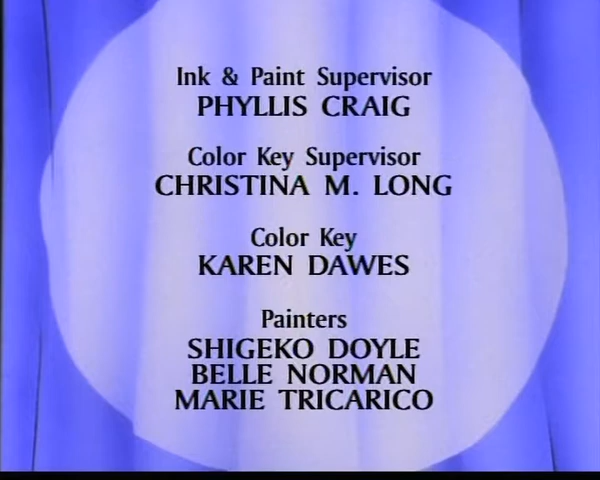 Ink & Paint Supervisor
PHYLLIS CRAIG
Color Key Supervisor
CHRISTINA M. LONG
Color Key
KAREN DAWES
Painters
SHIGEKO DOYLE
BELLE NORMAN
MARIE TRICARICO